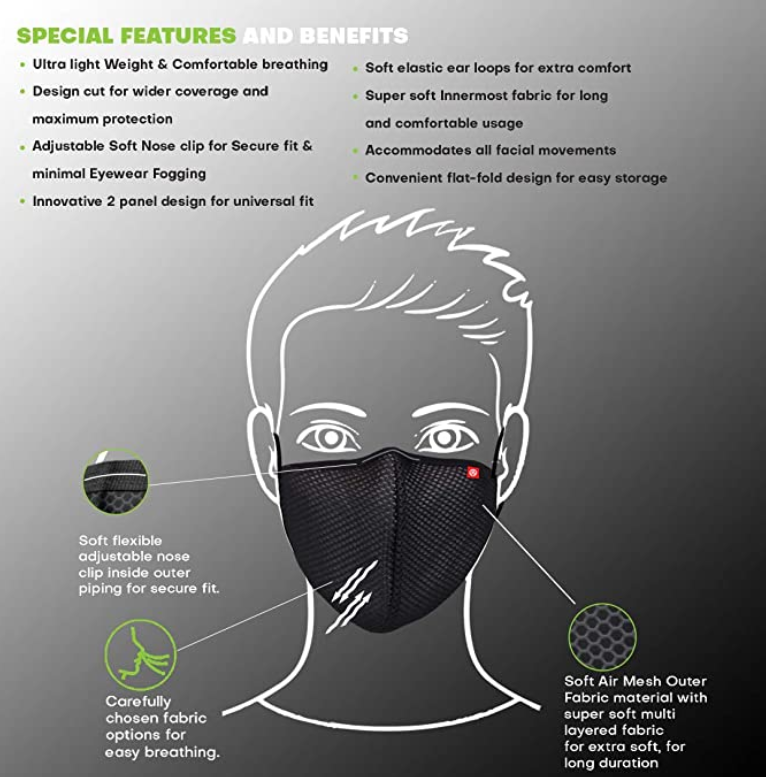 SPECIAL FEATURES AND BENEFITS
Ultra light Weight & Comfortable breathing
Design cut for wider coverage and
maximum protection
Adjustable Soft Nose clip for Secure fit &
minimal Eyewear Fogging
Innovative 2 panel design for universal fit
Soft elastic ear loops for extra comfort
Super soft Innermost fabric for long
and comfortable usage
Accommodates all facial movements
Convenient flat-fold design for easy storage
Soft flexible
adjustable nose
clip inside outer
piping for secure fit.
Carefully
chosen fabric
options for
easy breathing.
Soft Air Mesh Outer
Fabric material with
super soft multi
layered fabric
for extra soft, for
long duration